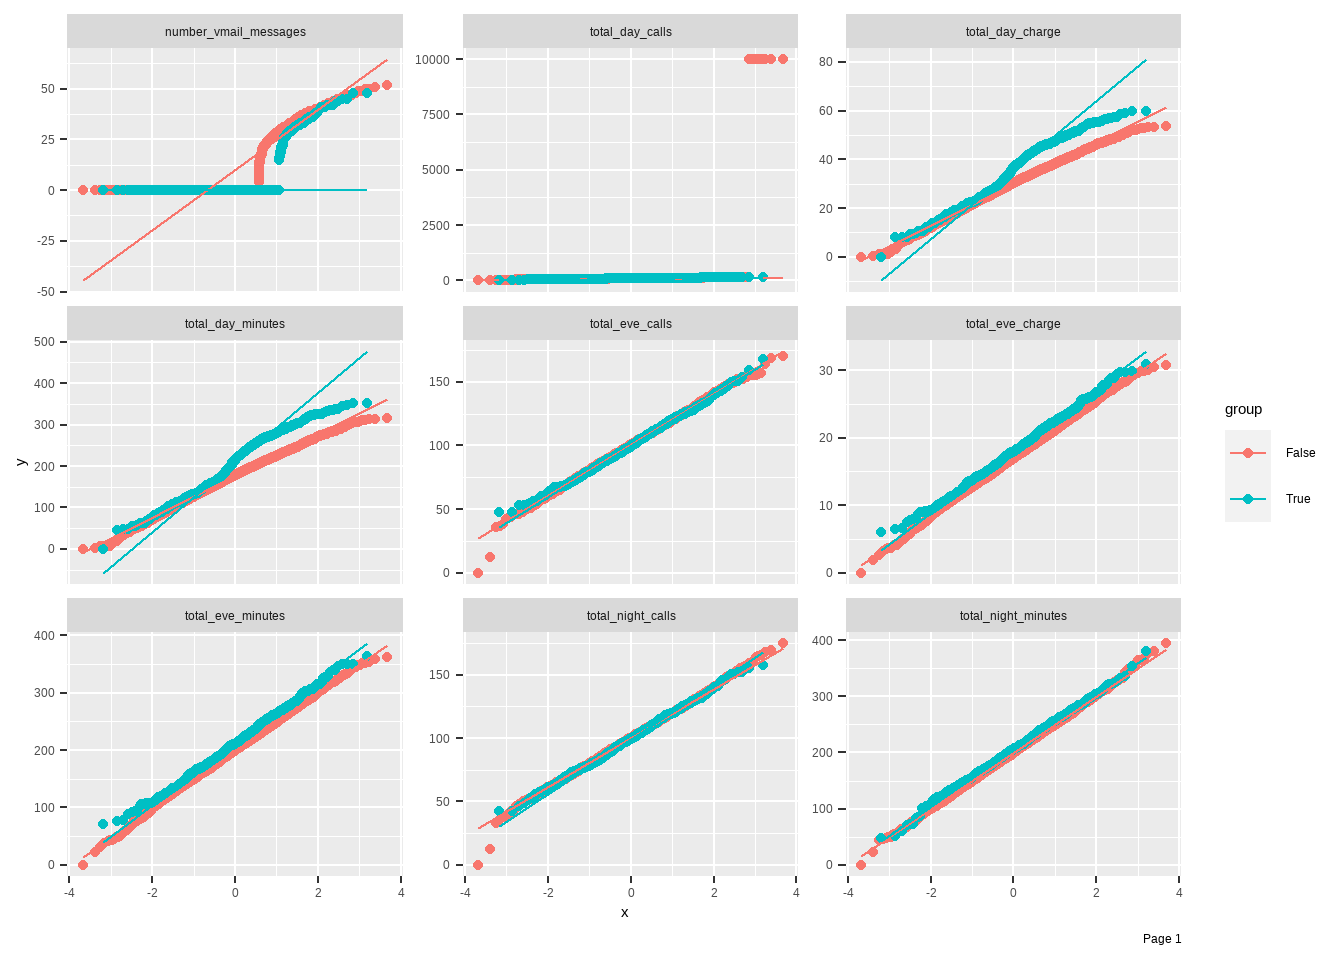 number_vmail_messages
total_day_calls
total_day_charge
50
25
0
-25
-50
10000
7500
5000
2500
0
80
60
40
20
0
total_day_minutes
total_eve_calls
total_eve_charge
500
400
300
200
100
0
150
100
50
0
30
20
10
0
y
group
False
True
total_eve_minutes
total_night_calls
total_night_minutes
400
300
200
100
0
150
100
50
0
400
300
200
100
0
-4 -2 0 2 4
-4 -2 0 2 4
-4 -2 0 2 4
x
Page 1